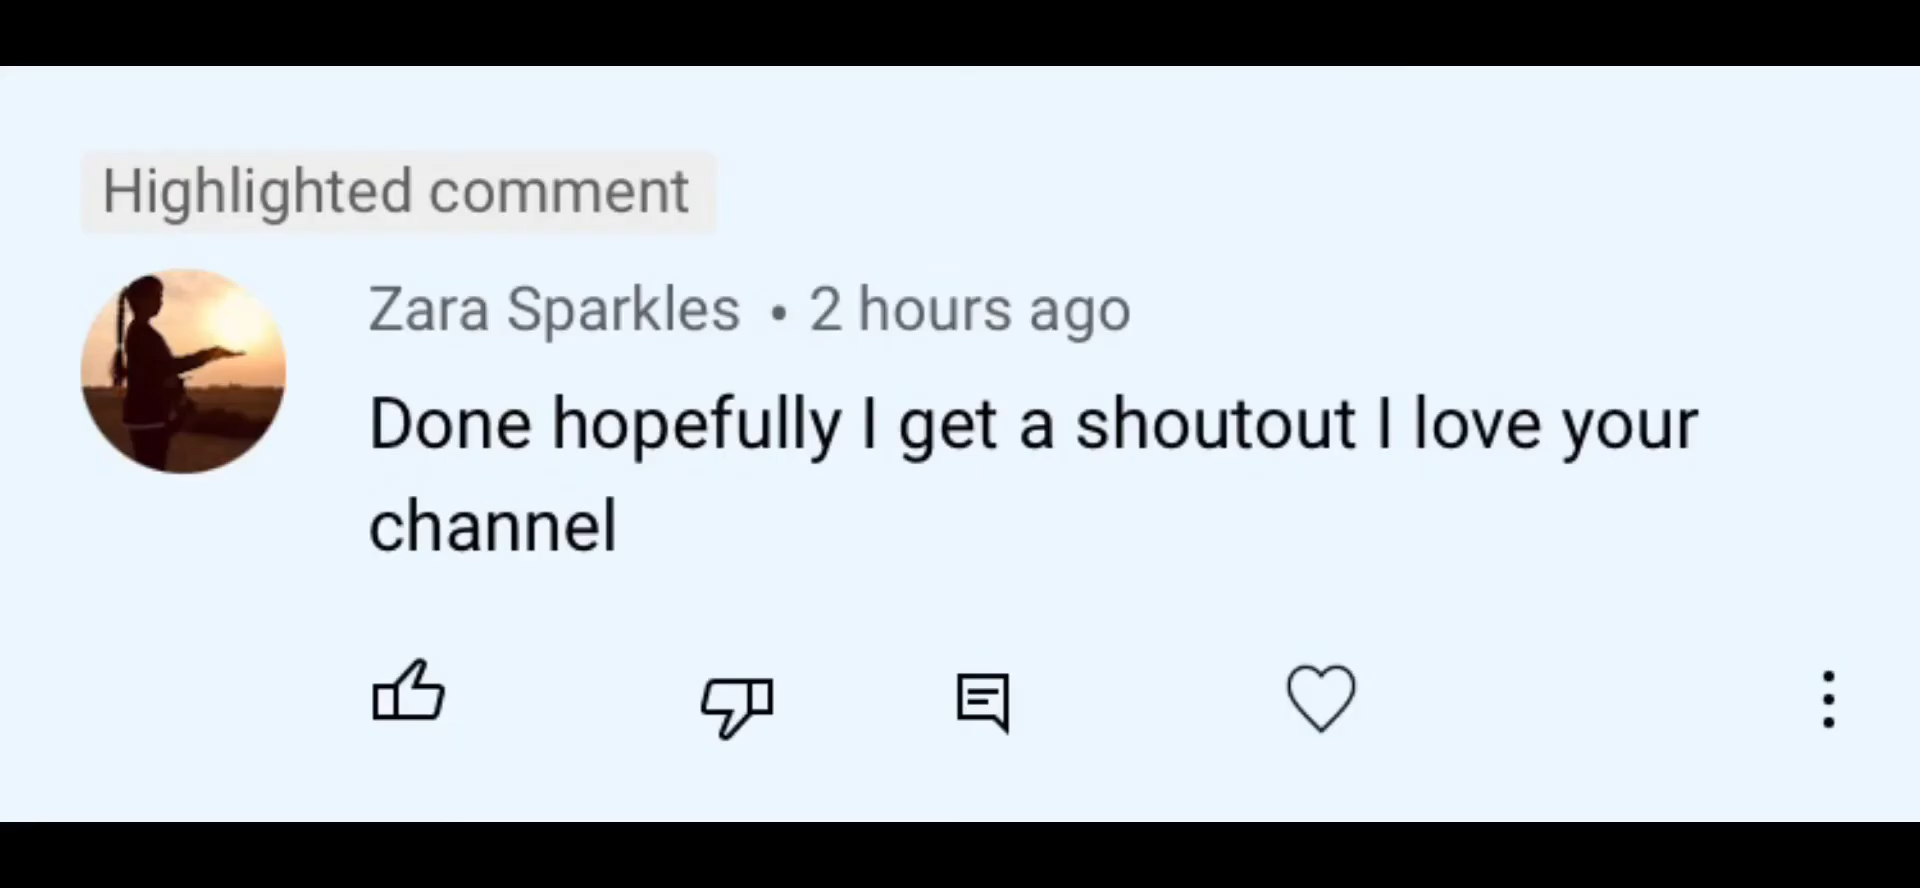 Highlighted comment
Zara Sparkles • 2 hours ago
Done hopefully I get a shoutout I love your
channel